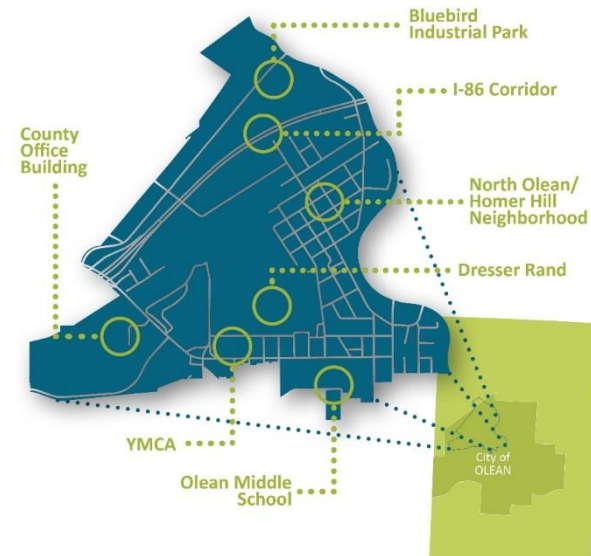 Bluebird
Industrial Park
I-86 Corridor
County
Office
Building
North Olean/
Homer Hill
Neighborhood
Dresser Rand
YMCA
Olean Middle
School
City of
OLEAN